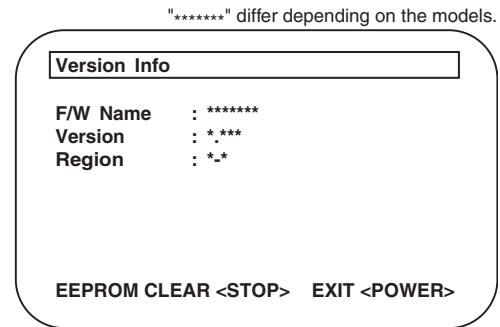 "*******" differ depending on the models.
Version Info
F/W Name : *******
Version : *.***
Region : *-*
EEPROM CLEAR <STOP> EXIT <POWER>